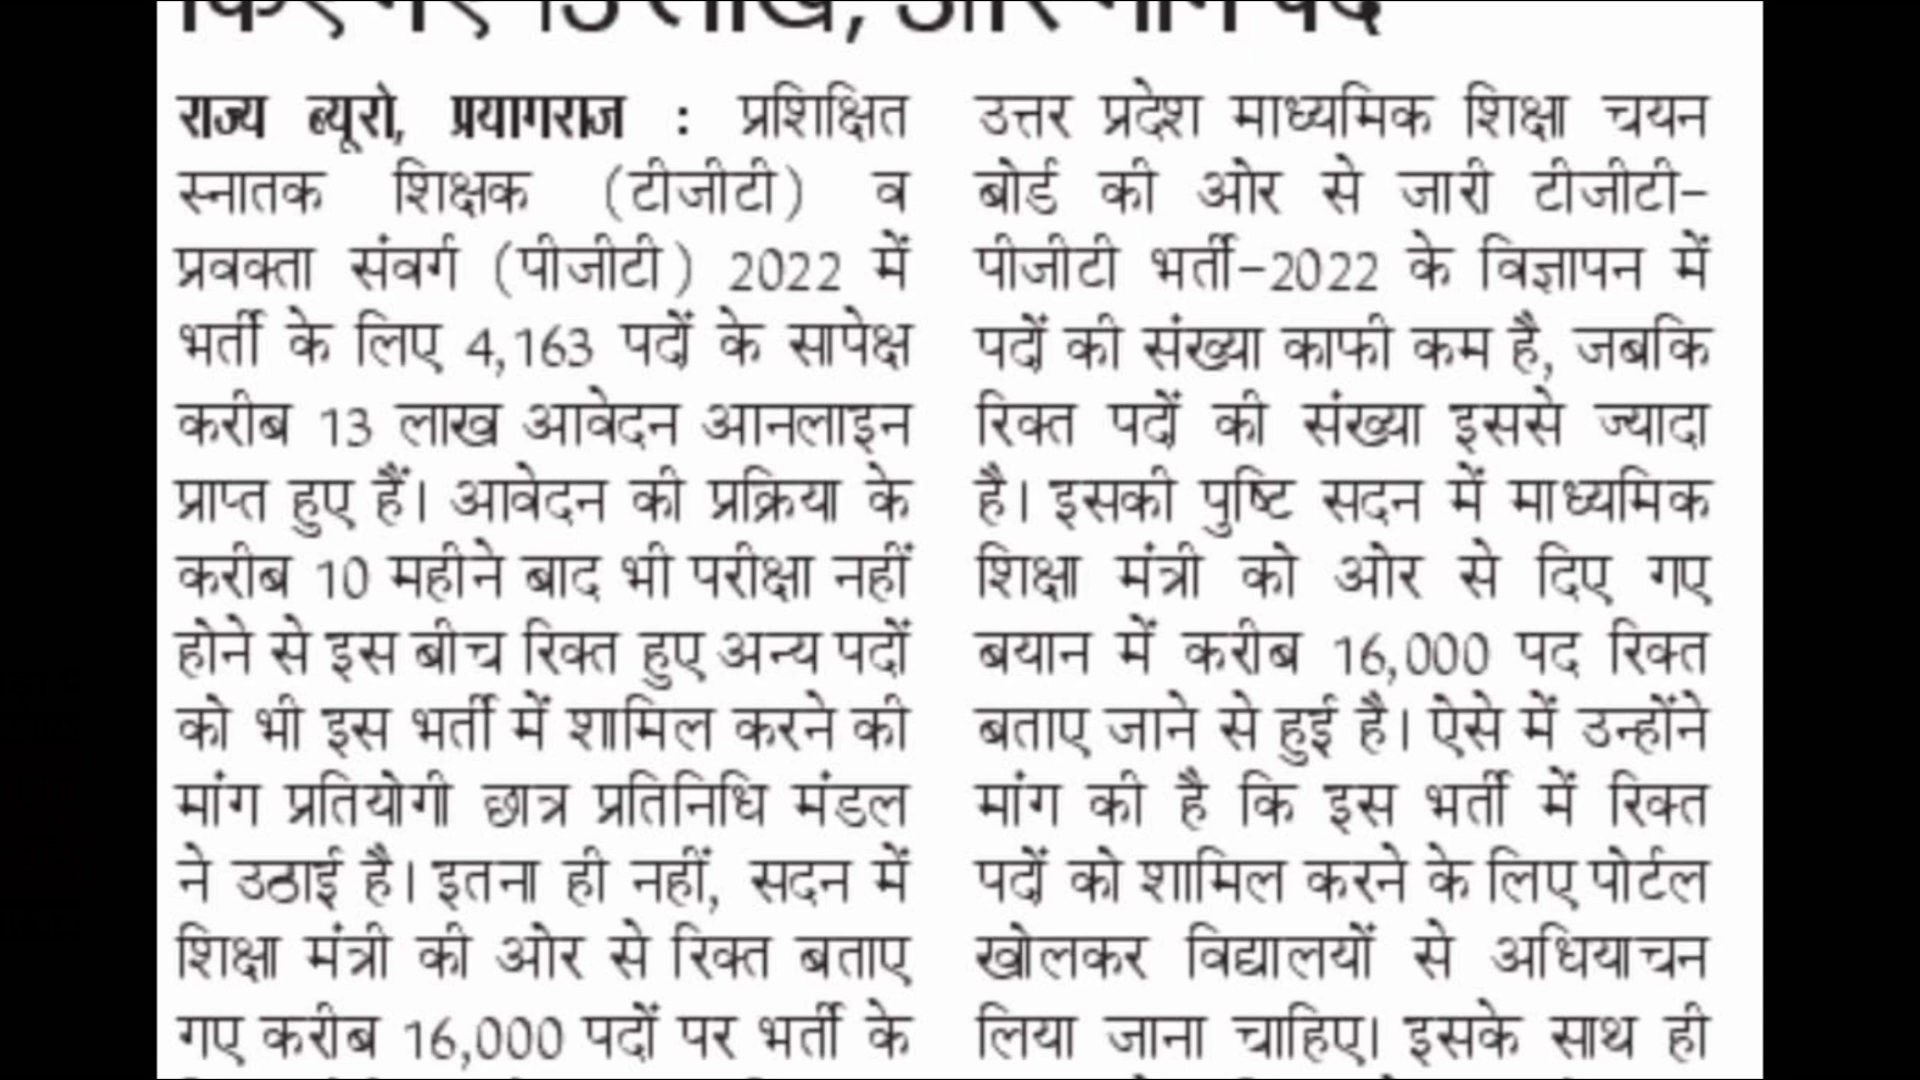 किए गए 13 लाख, और मांगे पद
राज्य ब्यूरो, प्रयागराज : प्रशिक्षित
स्नातक शिक्षक (टीजीटी) व
प्रवक्ता संवर्ग (पीजीटी) 2022 में
भर्ती के लिए 4,163 पदों के सापेक्ष
करीब 13 लाख आवेदन आनलाइन
प्राप्त हुए हैं। आवेदन की प्रक्रिया के
करीब 10 महीने बाद भी परीक्षा नहीं
होने से इस बीच रिक्त हुए अन्य पदों
को भी इस भर्ती में शामिल करने की
मांग प्रतियोगी छात्र प्रतिनिधि मंडल
ने उठाई है। इतना ही नहीं, सदन में
शिक्षा मंत्री की ओर से रिक्त बताए
गए करीब 16,000 पदों पर भर्ती के
उत्तर प्रदेश माध्यमिक शिक्षा चयन
बोर्ड की ओर से जारी टीजीटी-
पीजीटी भर्ती-2022 के विज्ञापन में
पदों की संख्या काफी कम है, जबकि
रिक्त पदों की संख्या इससे ज्यादा
है। इसकी पुष्टि सदन में माध्यमिक
शिक्षा मंत्री को ओर से दिए गए
बयान में करीब 16,000 पद रिक्त
बताए जाने से हुई है। ऐसे में उन्होंने
मांग की है कि इस भर्ती में रिक्त
पदों को शामिल करने के लिए पोर्टल
खोलकर विद्यालयों से अधियाचन
लिया जाना चाहिए। इसके साथ ही